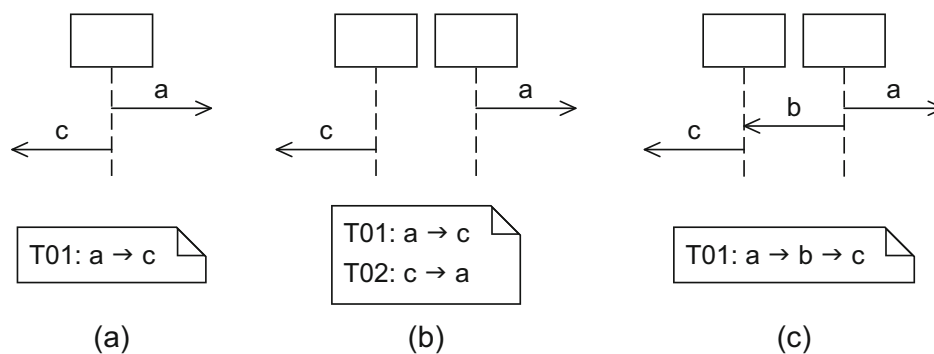 a
c
T01: a → c
(a)
a
c
T01: a → c
T02: c → a
(b)
a
b
c
T01: a → b → c
(c)